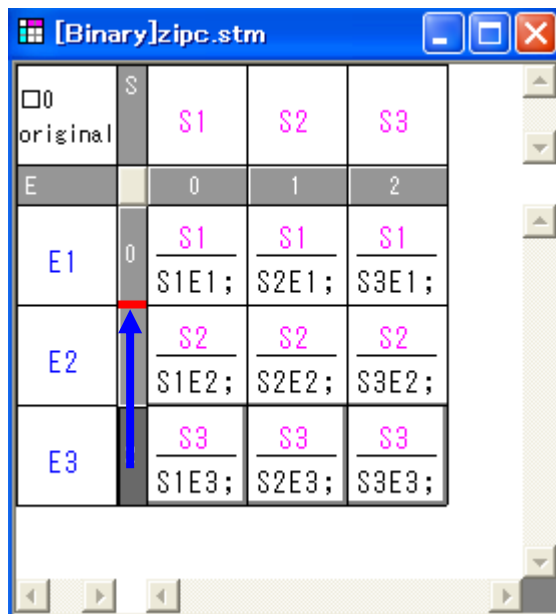 [Binary]zipc.stm
□0
original
S
S1 S2 S3
E
0 1 2
E1
0
S1 S1 S1
S1E1; S2E1; S3E1;
E2
S2 S2 S2
S1E2; S2E2; S3E2;
E3
S3 S3 S3
S1E3; S2E3; S3E3;